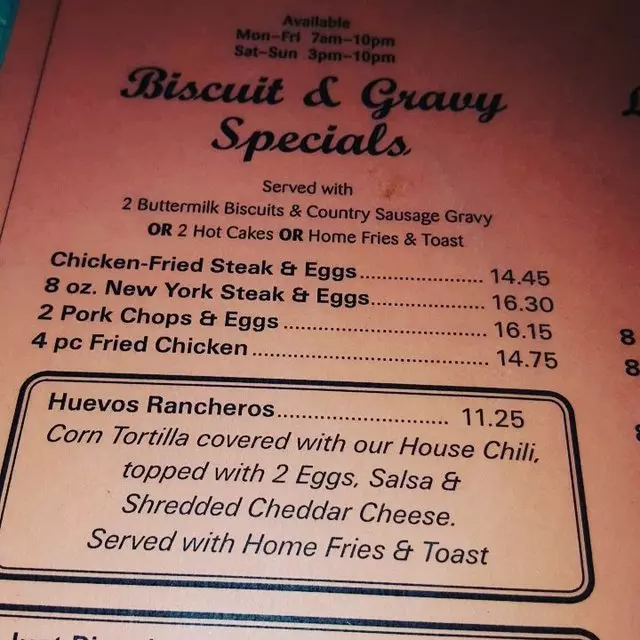 Available
Mon-Fri 7am-10pm
Sat-Sun 3pm-10pm
Biscuit & Gravy
Specials
Served with
2 Buttermilk Biscuits & Country Sausage Gravy
OR 2 Hot Cakes OR Home Fries & Toast
Chicken-Fried Steak & Eggs.................... 14.45
8 oz. New York Steak & Eggs.................. 16.30
2 Pork Chops & Eggs................................ 16.15
4 pc Fried Chicken..................................... 14.75
Huevos Rancheros............................ 11.25
Corn Tortilla covered with our House Chili,
topped with 2 Eggs, Salsa &
Shredded Cheddar Cheese.
Served with Home Fries & Toast
8
8